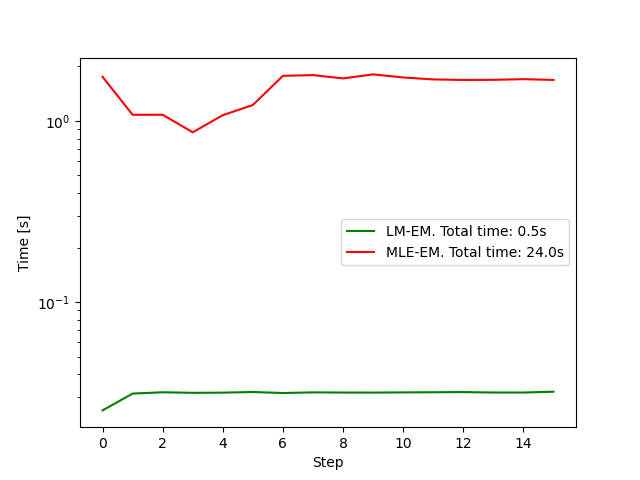 10⁰
Time [s]
LM-EM. Total time: 0.5s
MLE-EM. Total time: 24.0s
10⁻¹
0 2 4 6 8 10 12 14
Step